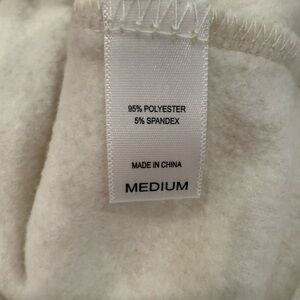 95% POLYESTER
5% SPANDEX
MADE IN CHINA
MEDIUM